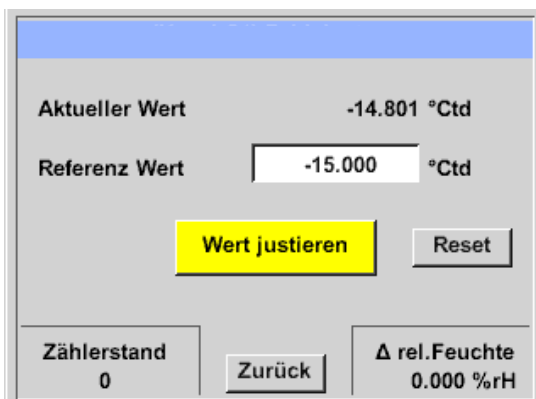 Aktueller Wert -14.801 °Ctd
Referenz Wert -15.000 °Ctd
Wert justieren Reset
Zählerstand Δ rel.Feuchte
0 Zurück 0.000 %rH